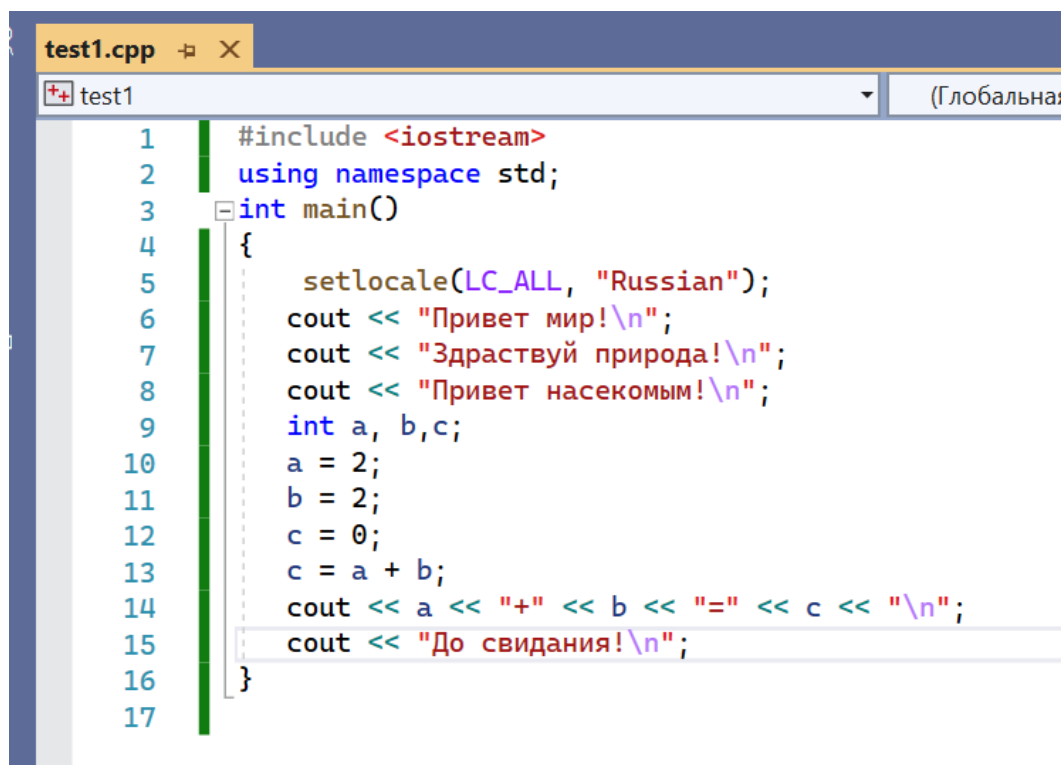 test1.cpp
test1 (Глобальная
1 #include <iostream>
2 using namespace std;
3 int main()
4 {
5 setlocale(LC_ALL, "Russian");
6 cout << "Привет мир!\n";
7 cout << "Здраствуй природа!\n";
8 cout << "Привет насекомым!\n";
9 int a, b,c;
10 a = 2;
11 b = 2;
12 c = 0;
13 c = a + b;
14 cout << a << "+" << b << "=" << c << "\n";
15 cout << "До свидания!\n";
16 }
17